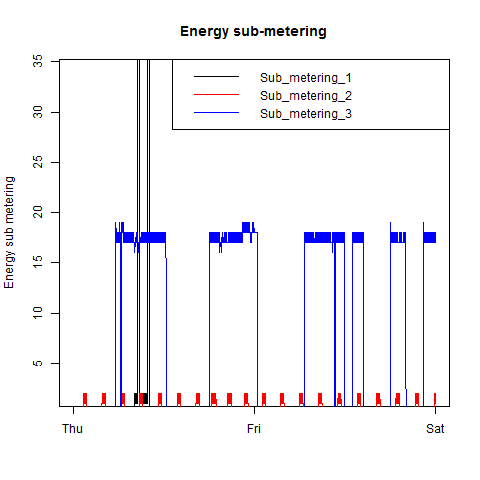 Energy sub-metering
Sub_metering_1
Sub_metering_2
Sub_metering_3
Energy sub metering
35
30
25
20
15
10
5
Thu Fri Sat